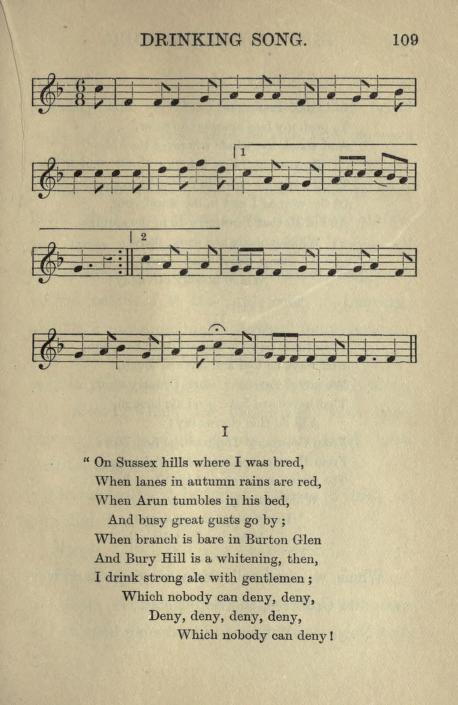 DRINKING SONG. 109
6
8
1
2
I
“ On Sussex hills where I was bred,
When lanes in autumn rains are red,
When Arun tumbles in his bed,
And busy great gusts go by ;
When branch is bare in Burton Glen
And Bury Hill is a whitening, then,
I drink strong ale with gentlemen ;
Which nobody can deny, deny,
Deny, deny, deny, deny,
Which nobody can deny !